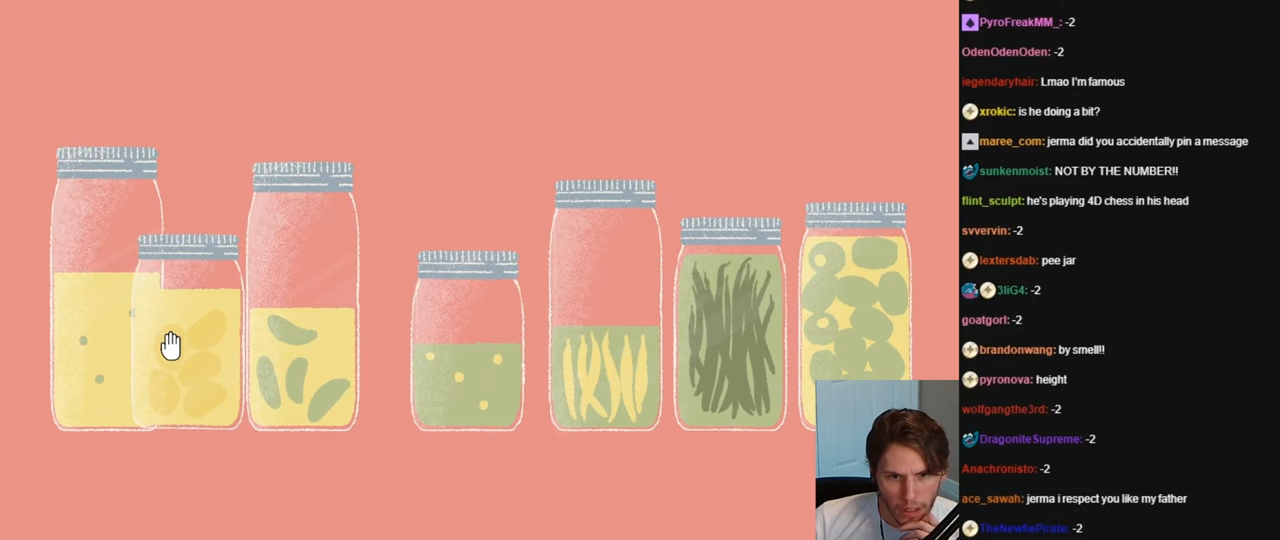 PyroFreakMM_: -2
OdenOdenOden: -2
iegendaryhair: Lmao I'm famous
xrokic: is he doing a bit?
maree_com: jerma did you accidentally pin a message
sunkenmoist: NOT BY THE NUMBER!!
flint_sculpt: he's playing 4D chess in his head
svvervin: -2
lextersdab: pee jar
3liG4: -2
goatgorl: -2
brandonwang: by smell!!
pyronova: height
wolfgangthe3rd: -2
DragoniteSupreme: -2
Anachronisto: -2
ace_sawah: jerma i respect you like my father
TheNewfiePirate: -2